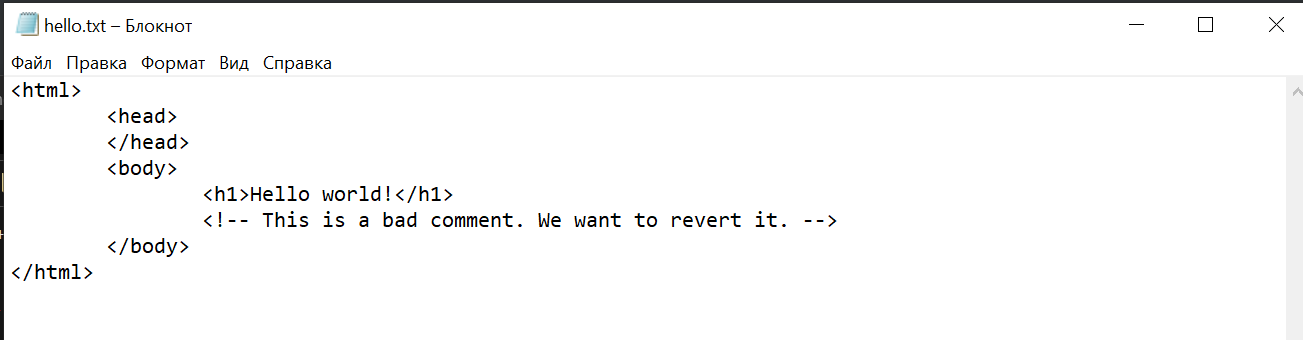 hello.txt – Блокнот
Файл Правка Формат Вид Справка
<html>
        <head>
        </head>
        <body>
                <h1>Hello world!</h1>
                <!-- This is a bad comment. We want to revert it. -->
        </body>
</html>